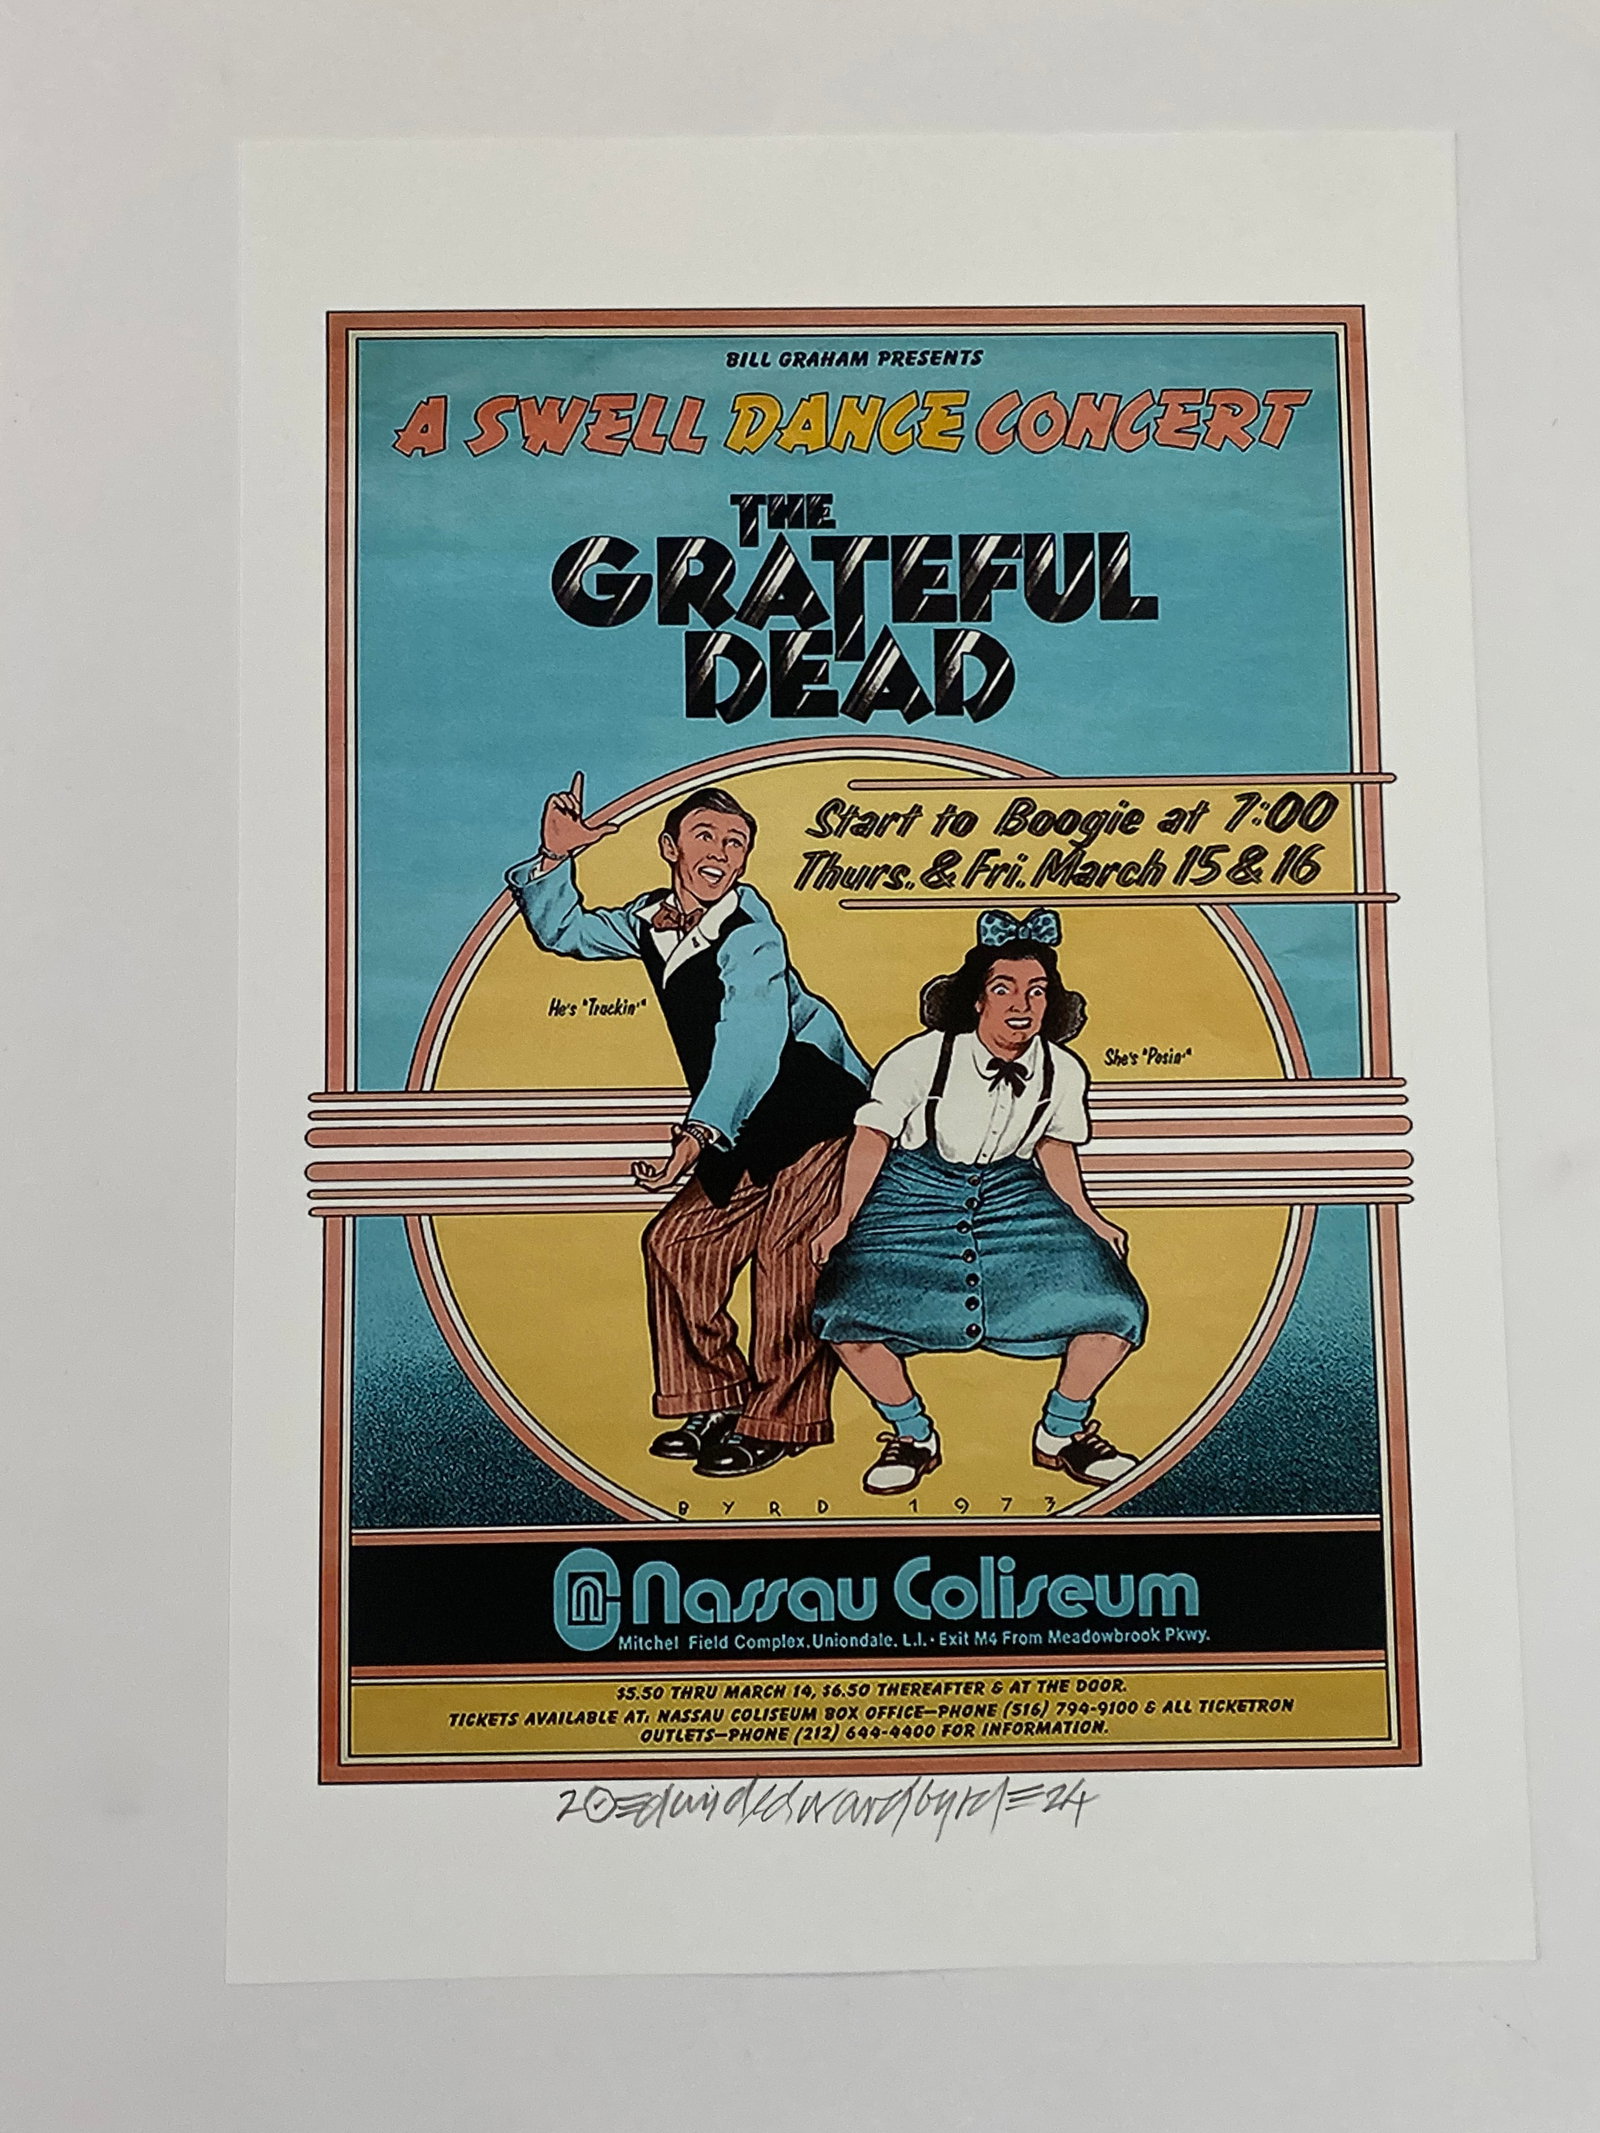 BILL GRAHAM PRESENTS
A SWELL DANCE CONCERT
THE
GRATEFUL
DEAD
Start to Boogie at 7:00
Thurs. & Fri. March 15 & 16
He's "Truckin'"
She's "Posin'"
BYRD 1973
Nassau Coliseum
Mitchel Field Complex, Uniondale, L.I. · Exit M4 From Meadowbrook Pkwy.
$5.50 THRU MARCH 14, $6.50 THEREAFTER & AT THE DOOR.
TICKETS AVAILABLE AT: NASSAU COLISEUM BOX OFFICE—PHONE (516) 794-9100 & ALL TICKETRON
OUTLETS—PHONE (212) 644-4400 FOR INFORMATION.
20 david edward byrd 24